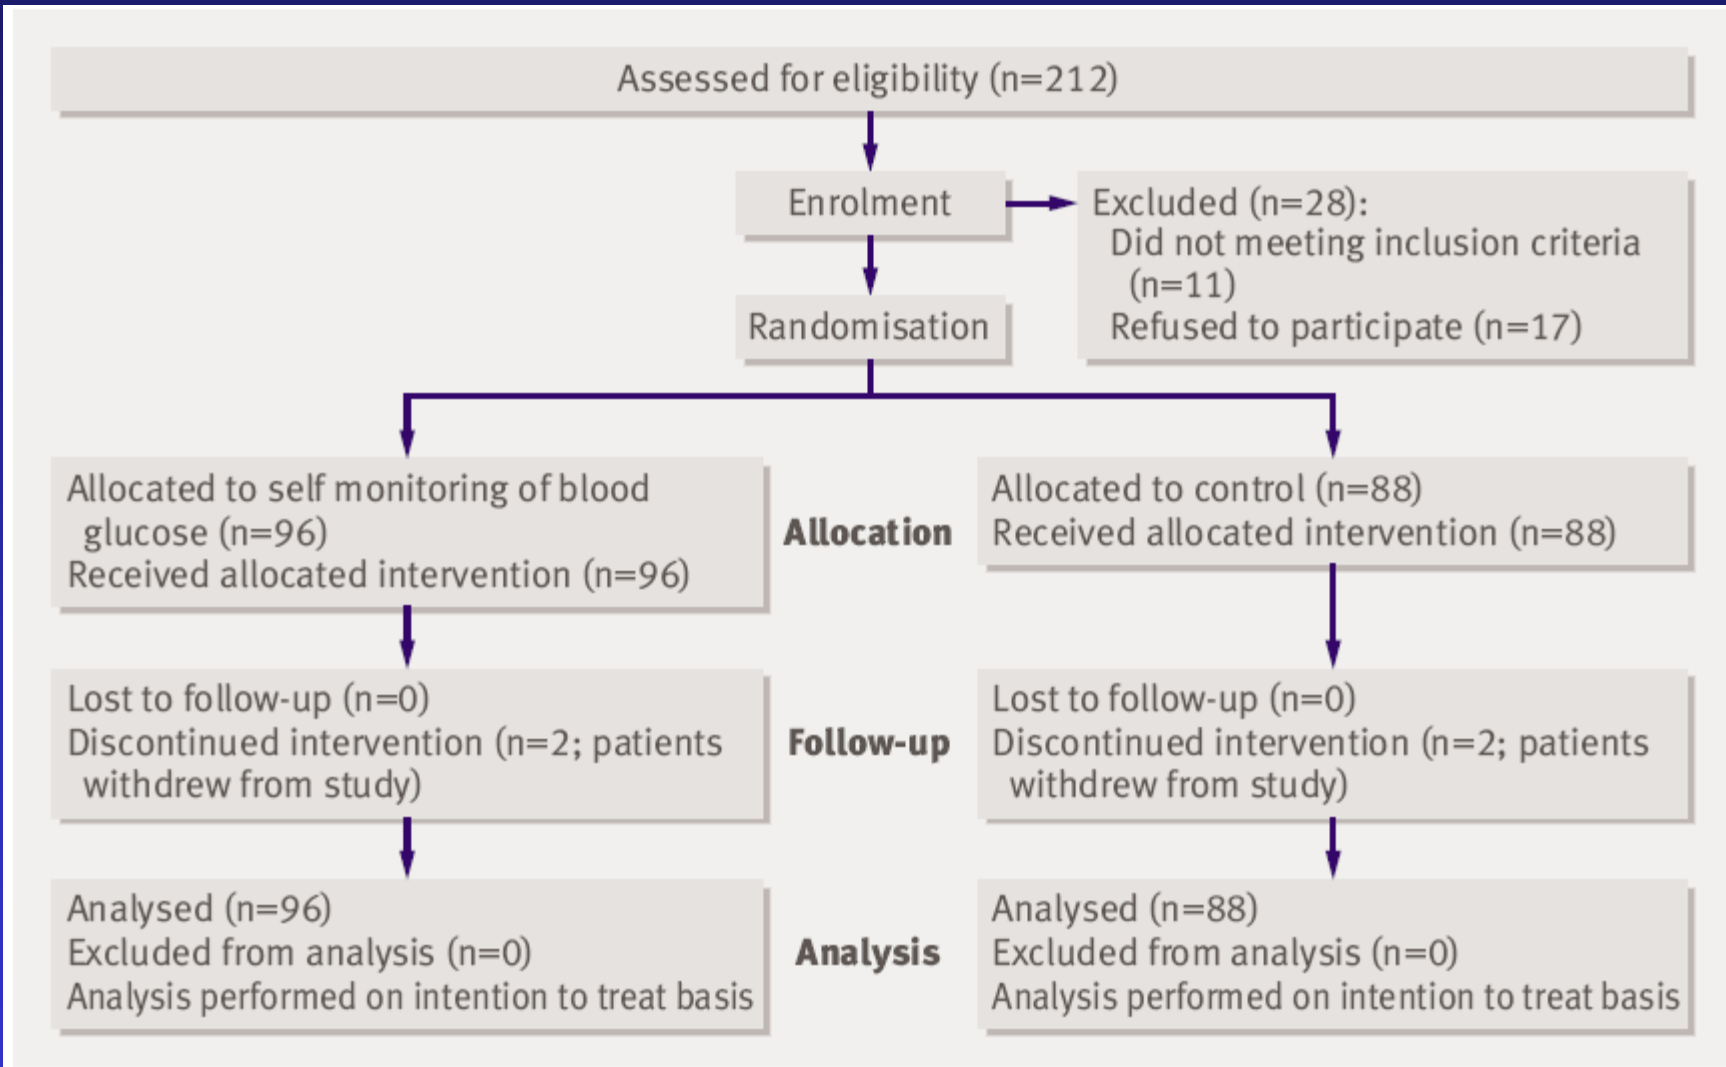 Assessed for eligibility (n=212)
Enrolment
Excluded (n=28):
Did not meeting inclusion criteria
(n=11)
Refused to participate (n=17)
Randomisation
Allocated to self monitoring of blood
glucose (n=96)
Received allocated intervention (n=96)
Allocation
Allocated to control (n=88)
Received allocated intervention (n=88)
Lost to follow-up (n=0)
Discontinued intervention (n=2; patients
withdrew from study)
Follow-up
Lost to follow-up (n=0)
Discontinued intervention (n=2; patients
withdrew from study)
Analysed (n=96)
Excluded from analysis (n=0)
Analysis performed on intention to treat basis
Analysis
Analysed (n=88)
Excluded from analysis (n=0)
Analysis performed on intention to treat basis